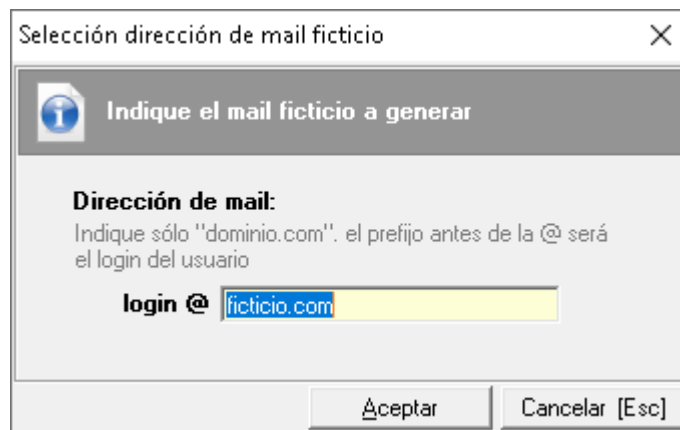 Selección dirección de mail ficticio
Indique el mail ficticio a generar
Dirección de mail:
Indique sólo "dominio.com". el prefijo antes de la @ será
el login del usuario
login @ ficticio.com
Aceptar Cancelar [Esc]